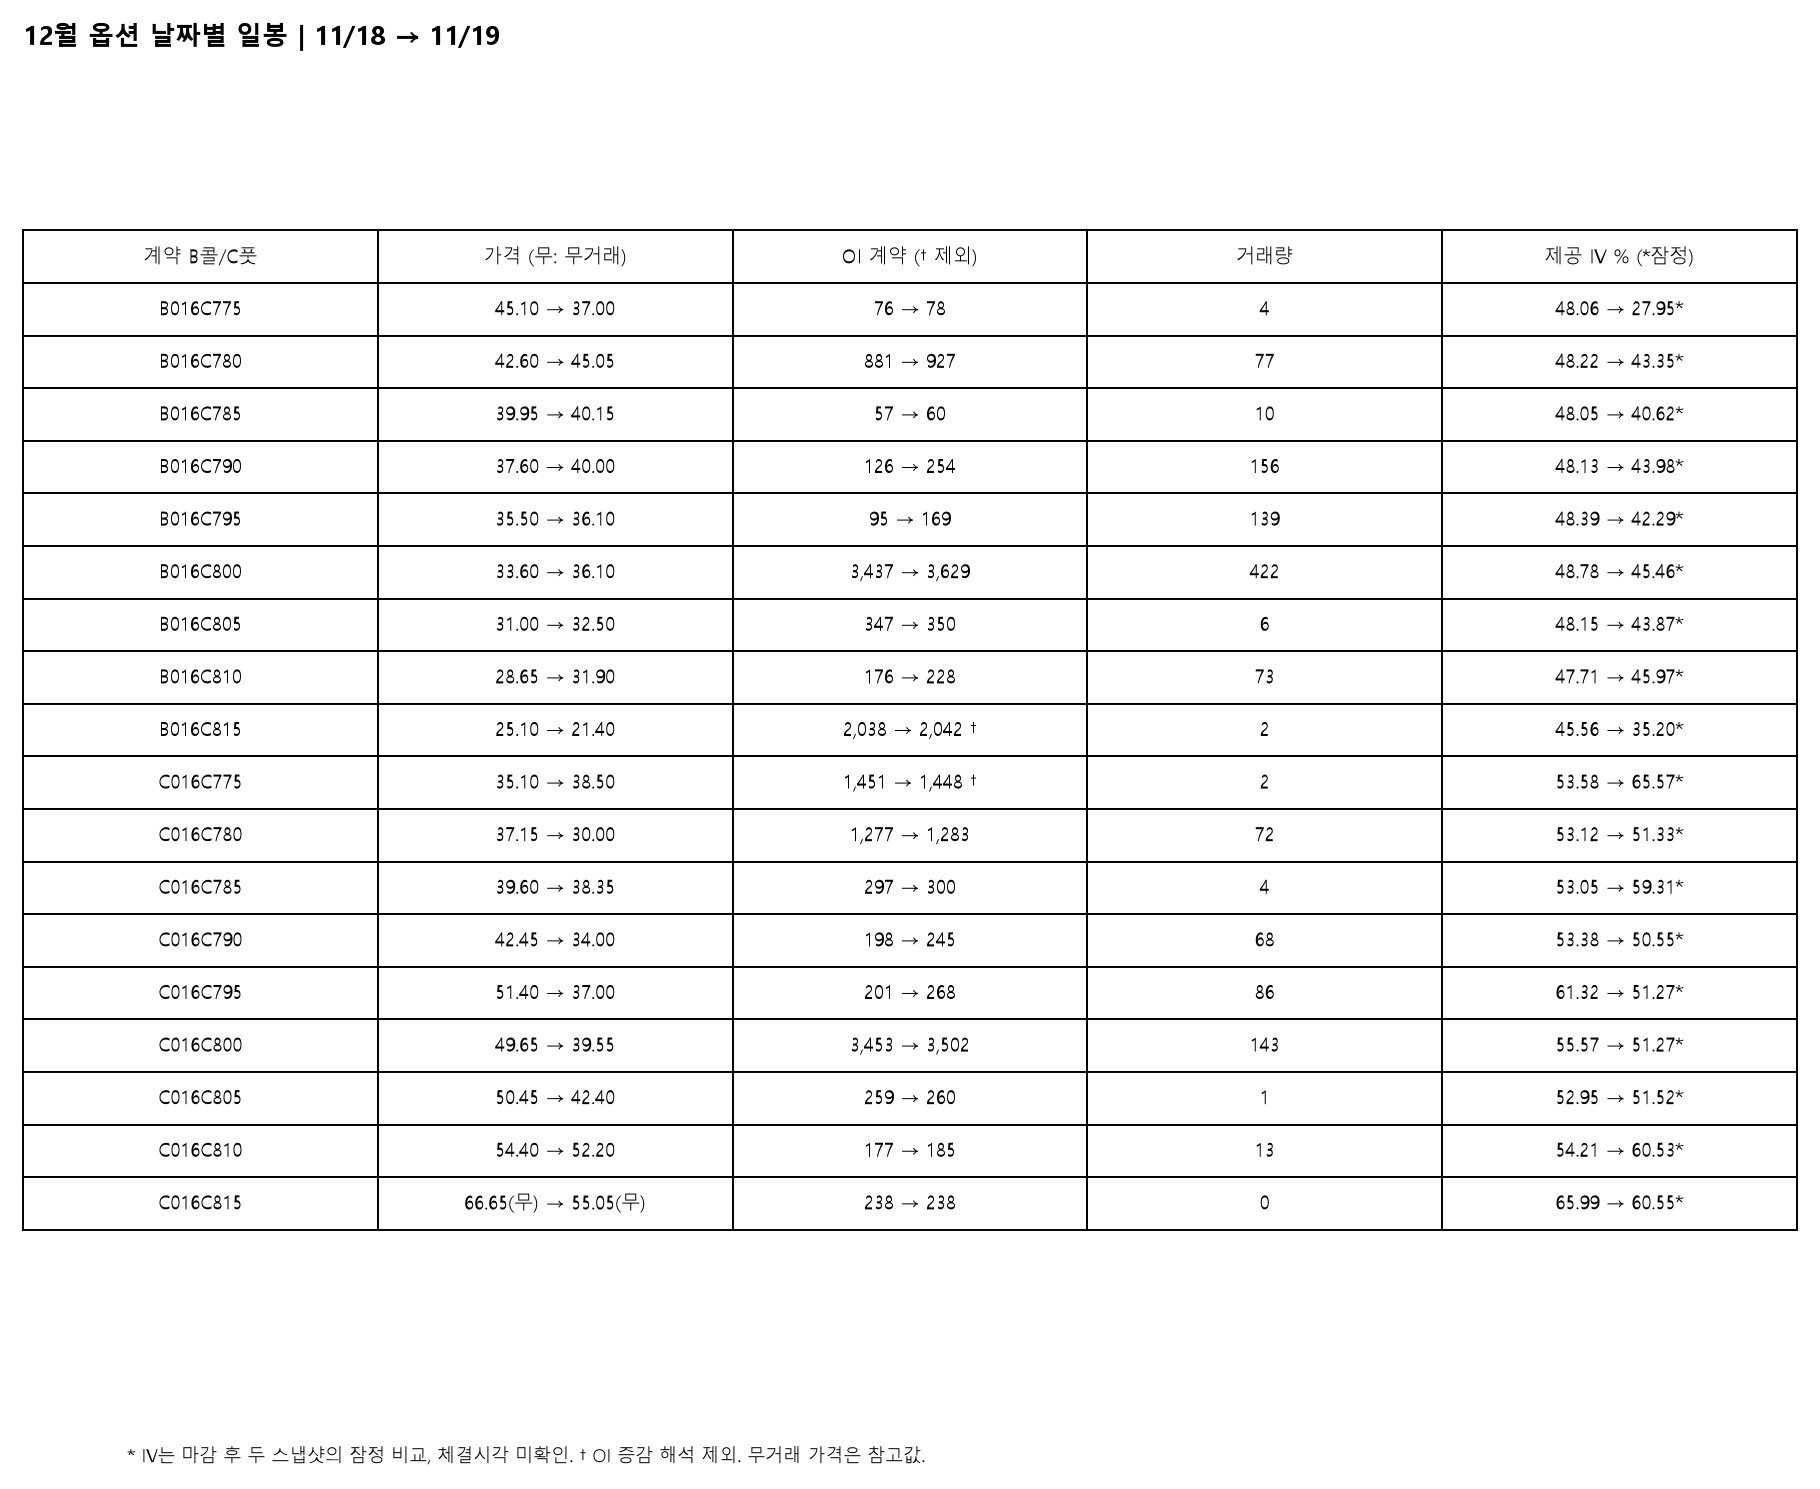 12월 옵션 날짜별 일봉 | 11/18 → 11/19
계약 B콜/C풋 가격 (무: 무거래) OI 계약 († 제외) 거래량 제공 IV % (*잠정)
B016C775 45.10 → 37.00 76 → 78 4 48.06 → 27.95*
B016C780 42.60 → 45.05 881 → 927 77 48.22 → 43.35*
B016C785 39.95 → 40.15 57 → 60 10 48.05 → 40.62*
B016C790 37.60 → 40.00 126 → 254 156 48.13 → 43.98*
B016C795 35.50 → 36.10 95 → 169 139 48.39 → 42.29*
B016C800 33.60 → 36.10 3,437 → 3,629 422 48.78 → 45.46*
B016C805 31.00 → 32.50 347 → 350 6 48.15 → 43.87*
B016C810 28.65 → 31.90 176 → 228 73 47.71 → 45.97*
B016C815 25.10 → 21.40 2,038 → 2,042 † 2 45.56 → 35.20*
C016C775 35.10 → 38.50 1,451 → 1,448 † 2 53.58 → 65.57*
C016C780 37.15 → 30.00 1,277 → 1,283 72 53.12 → 51.33*
C016C785 39.60 → 38.35 297 → 300 4 53.05 → 59.31*
C016C790 42.45 → 34.00 198 → 245 68 53.38 → 50.55*
C016C795 51.40 → 37.00 201 → 268 86 61.32 → 51.27*
C016C800 49.65 → 39.55 3,453 → 3,502 143 55.57 → 51.27*
C016C805 50.45 → 42.40 259 → 260 1 52.95 → 51.52*
C016C810 54.40 → 52.20 177 → 185 13 54.21 → 60.53*
C016C815 66.65(무) → 55.05(무) 238 → 238 0 65.99 → 60.55*
* IV는 마감 후 두 스냅샷의 잠정 비교, 체결시각 미확인. † OI 증감 해석 제외. 무거래 가격은 참고값.